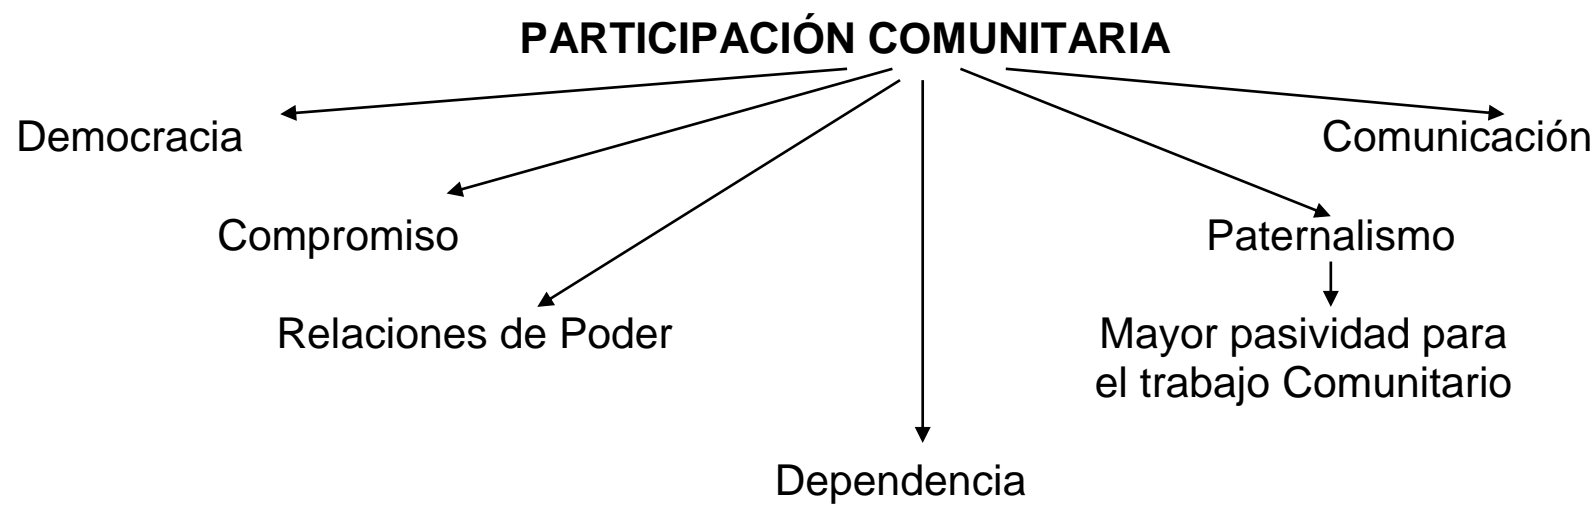 PARTICIPACIÓN COMUNITARIA
Democracia
Comunicación
Compromiso
Paternalismo
Relaciones de Poder
Mayor pasividad para
el trabajo Comunitario
Dependencia